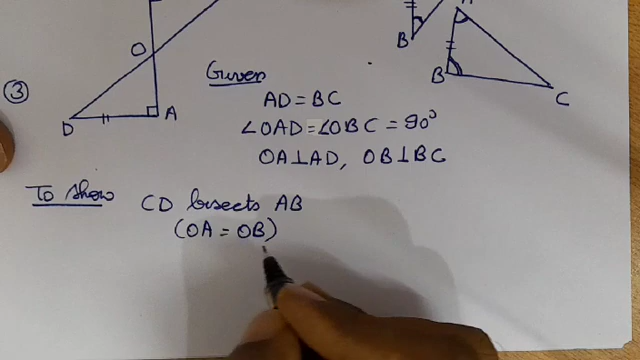 O
B
B
C
3
D
A
Given
AD = BC
∠OAD = ∠OBC = 90°
OA⊥AD, OB⊥BC
To show CD bisects AB
(OA = OB)